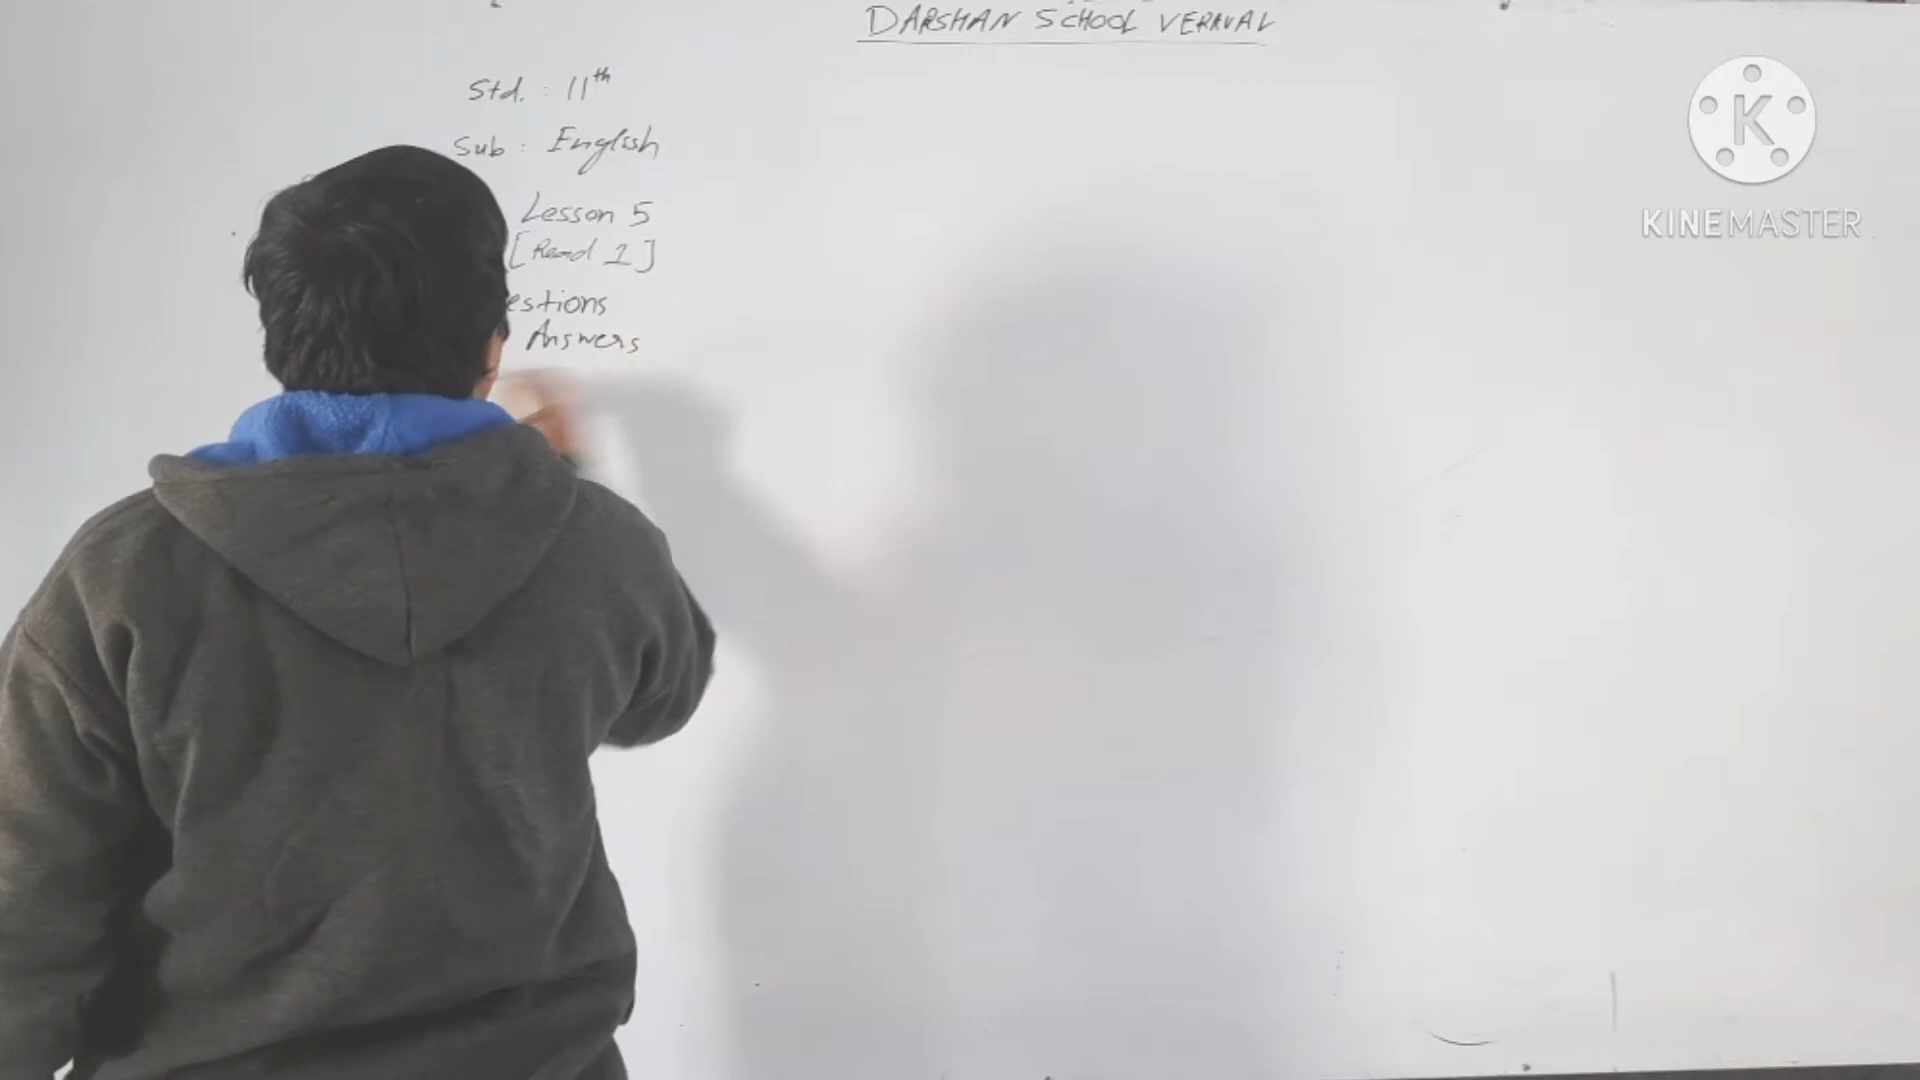 DARSHAN SCHOOL VERAVAL
Std. : 11th
Sub : English
Lesson 5
[Read 1]
estions
Answers
K
KINEMASTER